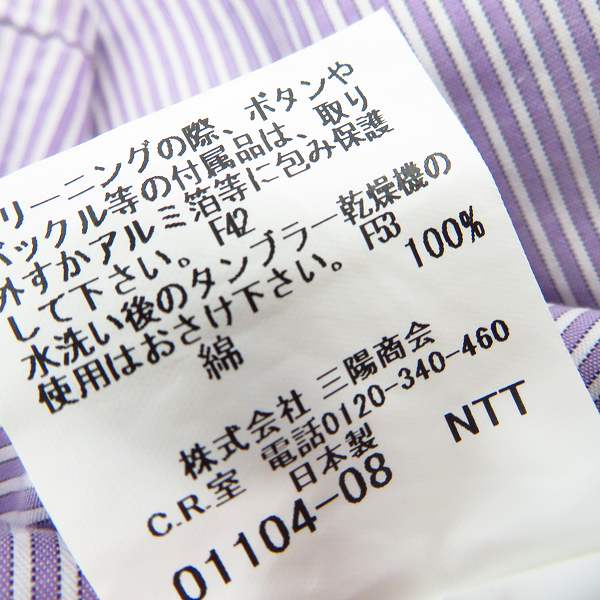 リーニングの際、ボタンや
バックル等の付属品は、取り
外すかアルミ箔等に包み保護
して下さい。 F42
水洗い後のタンブラー乾燥機の
使用はおさけ下さい。 F53
綿 100%
株式会社 三陽商会
C.R.室 電話0120-340-460
日本製
01104-08 NTT